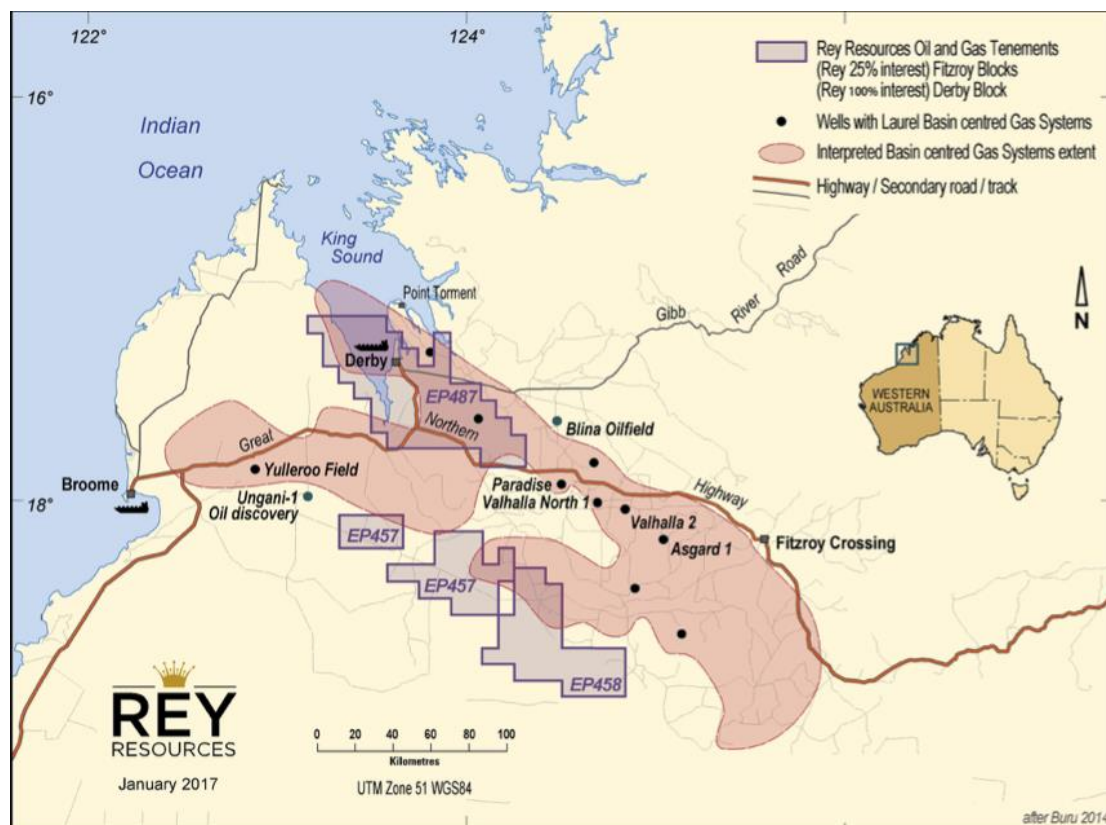 122°
124°
16°
Indian
Ocean
King
Sound
Point Torment
Derby
EP487
Gibb
River
Road
Great
Northern
Highway
Broome
18°
Yulleroo Field
Ungani-1
Oil discovery
Blina Oilfield
Paradise
Valhalla North 1
Valhalla 2
Asgard 1
Fitzroy Crossing
EP457
EP457
EP458
Rey Resources Oil and Gas Tenements
(Rey 25% interest) Fitzroy Blocks
(Rey 100% interest) Derby Block
Wells with Laurel Basin centred Gas Systems
Interpreted Basin centred Gas Systems extent
Highway / Secondary road / track
N
WESTERN
AUSTRALIA
REY
RESOURCES
January 2017
0 20 40 60 80 100
Kilometres
UTM Zone 51 WGS84
after Buru 2014